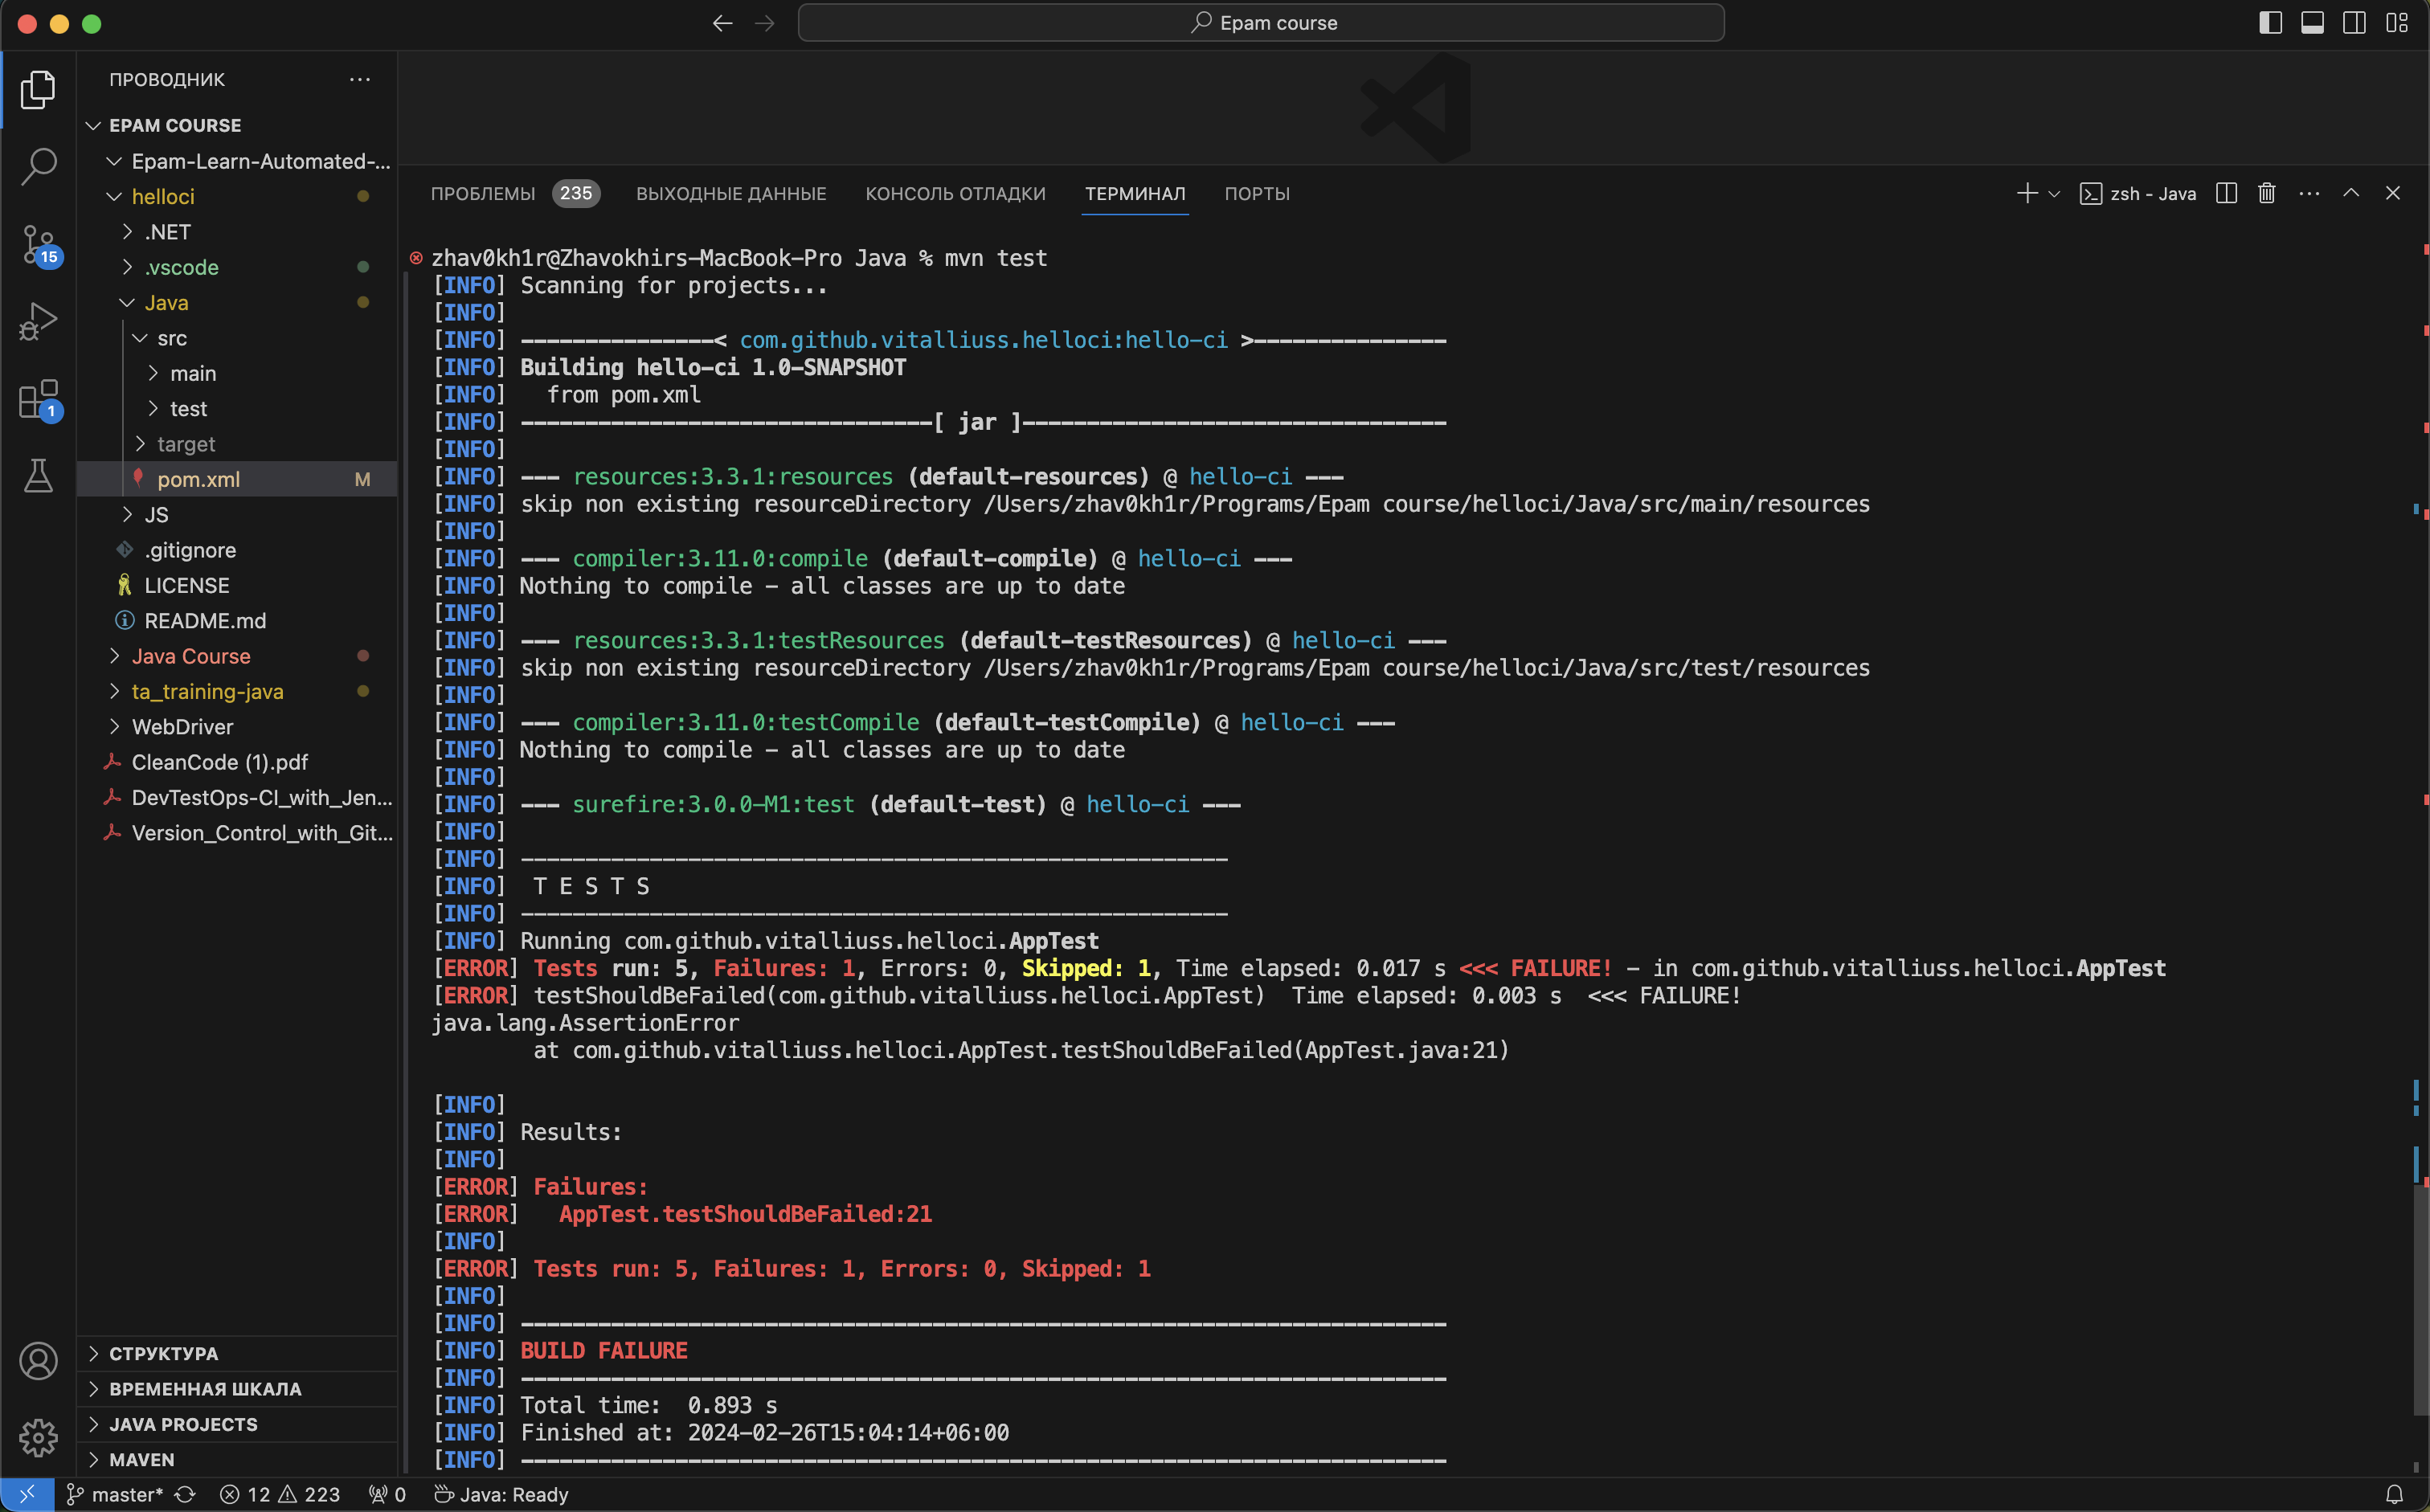 Epam course
ПРОВОДНИК
EPAM COURSE
Epam-Learn-Automated-...
helloci
.NET
.vscode
Java
src
main
test
target
pom.xml M
JS
.gitignore
LICENSE
README.md
Java Course
ta_training-java
WebDriver
CleanCode (1).pdf
DevTestOps-CI_with_Jen...
Version_Control_with_Git...
СТРУКТУРА
ВРЕМЕННАЯ ШКАЛА
JAVA PROJECTS
MAVEN
15
1
ПРОБЛЕМЫ 235 ВЫХОДНЫЕ ДАННЫЕ КОНСОЛЬ ОТЛАДКИ ТЕРМИНАЛ ПОРТЫ zsh - Java
zhav0kh1r@Zhavokhirs-MacBook-Pro Java % mvn test
[INFO] Scanning for projects...
[INFO]
[INFO] ---------------< com.github.vitalliuss.helloci:hello-ci >---------------
[INFO] Building hello-ci 1.0-SNAPSHOT
[INFO]   from pom.xml
[INFO] --------------------------------[ jar ]---------------------------------
[INFO]
[INFO] --- resources:3.3.1:resources (default-resources) @ hello-ci ---
[INFO] skip non existing resourceDirectory /Users/zhav0kh1r/Programs/Epam course/helloci/Java/src/main/resources
[INFO]
[INFO] --- compiler:3.11.0:compile (default-compile) @ hello-ci ---
[INFO] Nothing to compile - all classes are up to date
[INFO]
[INFO] --- resources:3.3.1:testResources (default-testResources) @ hello-ci ---
[INFO] skip non existing resourceDirectory /Users/zhav0kh1r/Programs/Epam course/helloci/Java/src/test/resources
[INFO]
[INFO] --- compiler:3.11.0:testCompile (default-testCompile) @ hello-ci ---
[INFO] Nothing to compile - all classes are up to date
[INFO]
[INFO] --- surefire:3.0.0-M1:test (default-test) @ hello-ci ---
[INFO]
[INFO] -------------------------------------------------------
[INFO]  T E S T S
[INFO] -------------------------------------------------------
[INFO] Running com.github.vitalliuss.helloci.AppTest
[ERROR] Tests run: 5, Failures: 1, Errors: 0, Skipped: 1, Time elapsed: 0.017 s <<< FAILURE! - in com.github.vitalliuss.helloci.AppTest
[ERROR] testShouldBeFailed(com.github.vitalliuss.helloci.AppTest)  Time elapsed: 0.003 s  <<< FAILURE!
java.lang.AssertionError
        at com.github.vitalliuss.helloci.AppTest.testShouldBeFailed(AppTest.java:21)
[INFO]
[INFO] Results:
[INFO]
[ERROR] Failures:
[ERROR]   AppTest.testShouldBeFailed:21
[INFO]
[ERROR] Tests run: 5, Failures: 1, Errors: 0, Skipped: 1
[INFO]
[INFO] ------------------------------------------------------------------------
[INFO] BUILD FAILURE
[INFO] ------------------------------------------------------------------------
[INFO] Total time:  0.893 s
[INFO] Finished at: 2024-02-26T15:04:14+06:00
[INFO] ------------------------------------------------------------------------
master* 12 223 0 Java: Ready